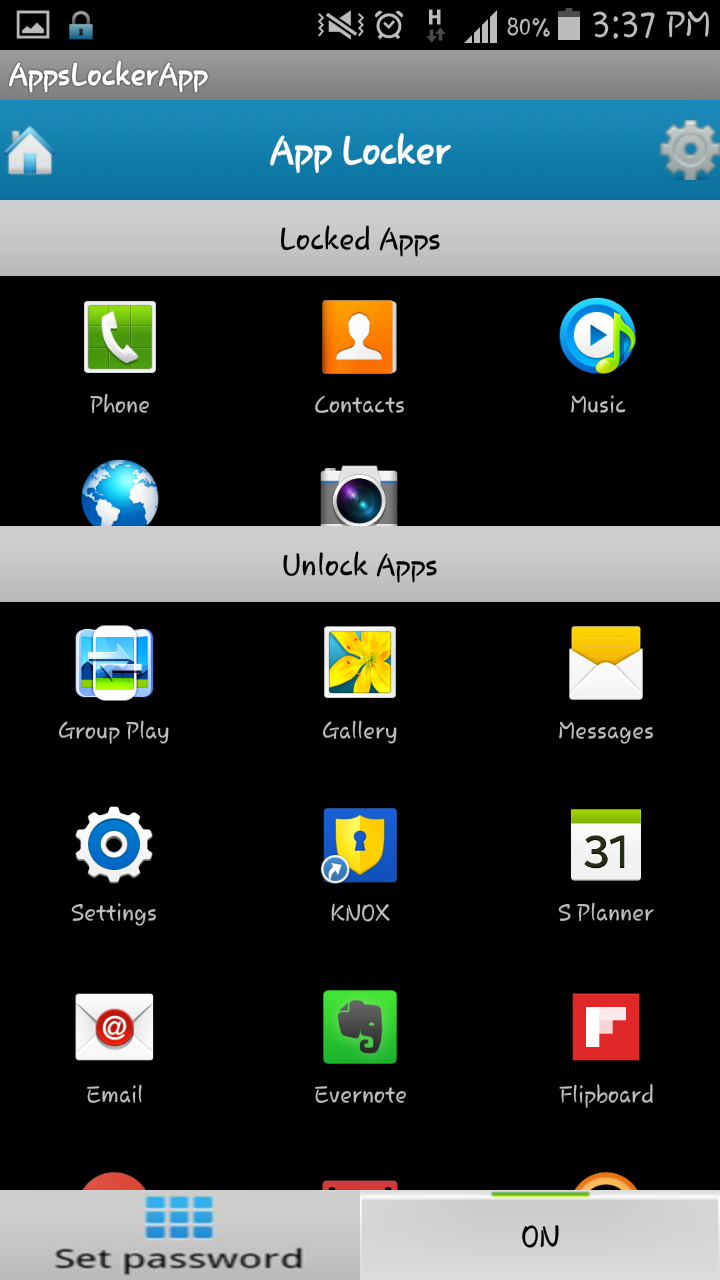 H 80% 3:37 PM
AppsLockerApp
App Locker
Locked Apps
Phone Contacts Music
Unlock Apps
Group Play Gallery Messages
31
Settings KNOX S Planner
@
Email Evernote Flipboard
Set password ON